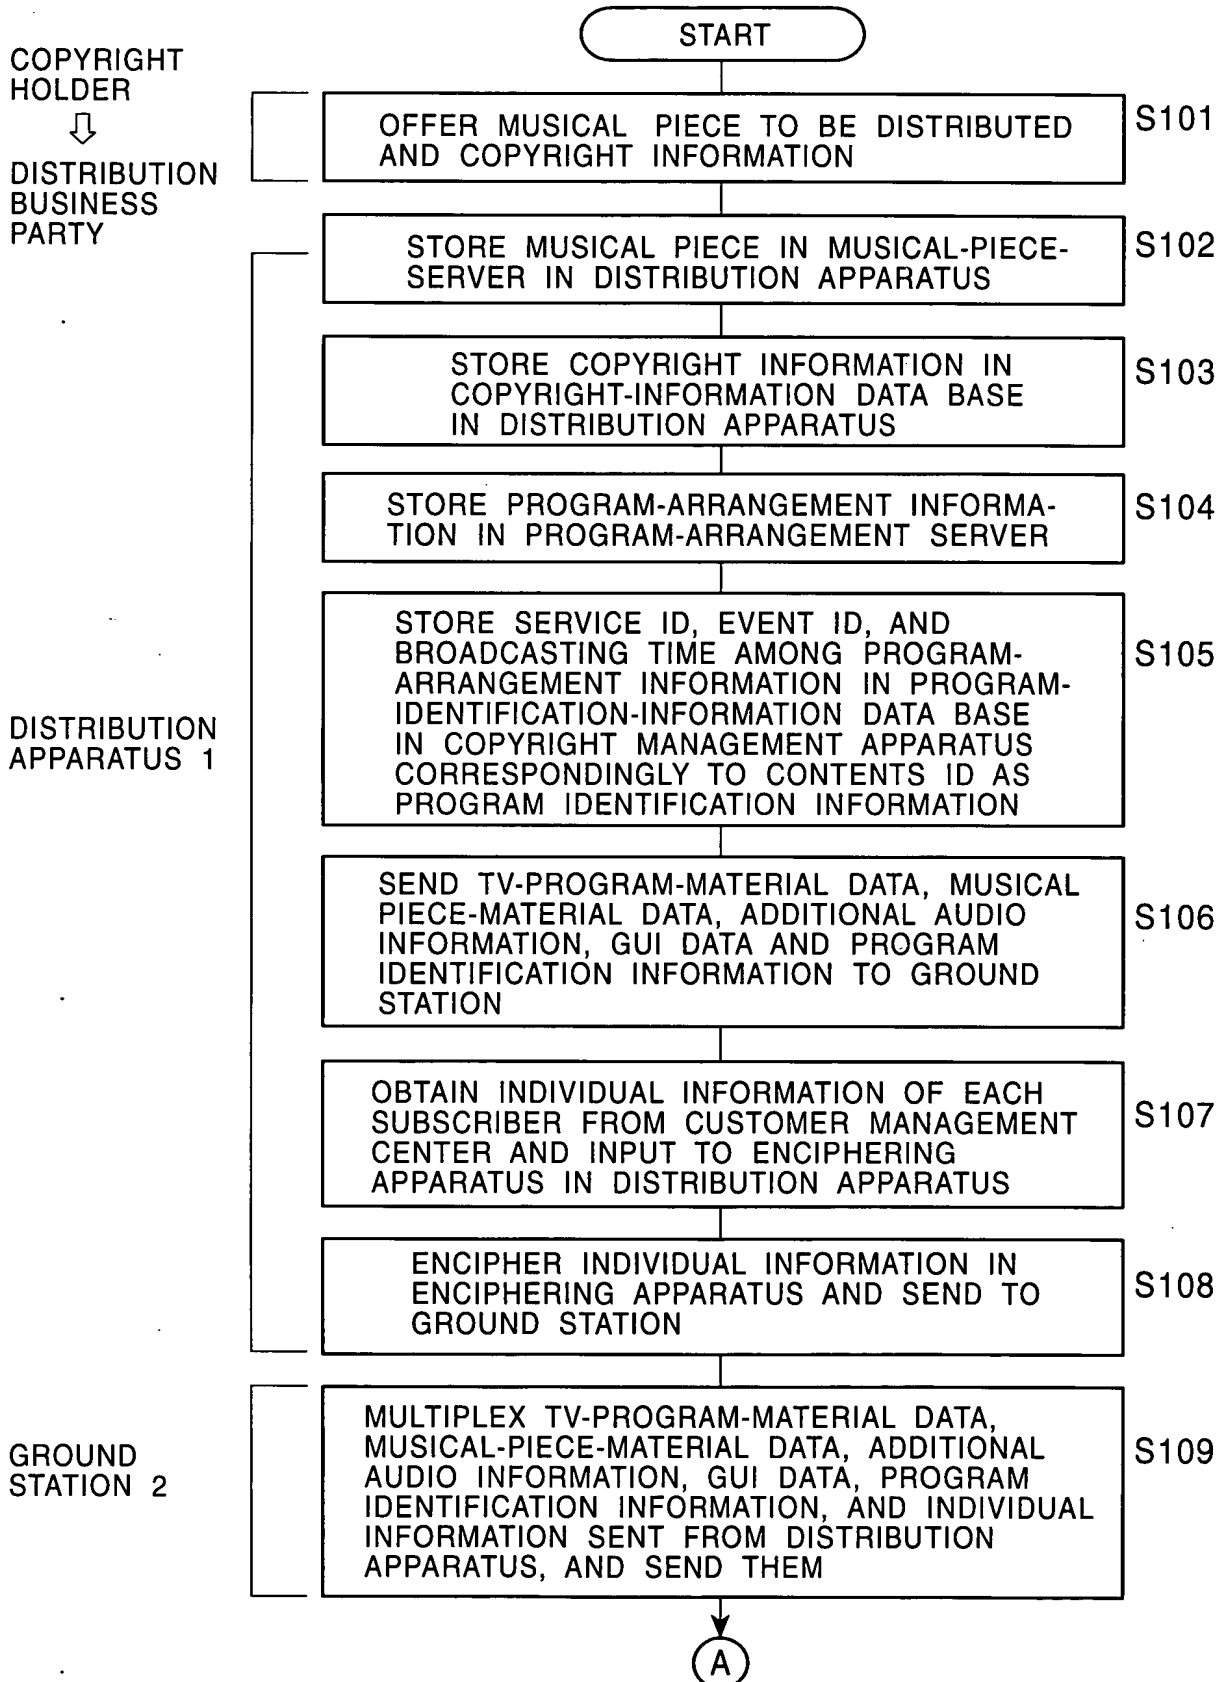 START
COPYRIGHT
HOLDER
⇩
DISTRIBUTION
BUSINESS
PARTY
OFFER MUSICAL PIECE TO BE DISTRIBUTED
AND COPYRIGHT INFORMATION
S101
STORE MUSICAL PIECE IN MUSICAL-PIECE-
SERVER IN DISTRIBUTION APPARATUS
S102
STORE COPYRIGHT INFORMATION IN
COPYRIGHT-INFORMATION DATA BASE
IN DISTRIBUTION APPARATUS
S103
STORE PROGRAM-ARRANGEMENT INFORMA-
TION IN PROGRAM-ARRANGEMENT SERVER
S104
DISTRIBUTION
APPARATUS 1
STORE SERVICE ID, EVENT ID, AND
BROADCASTING TIME AMONG PROGRAM-
ARRANGEMENT INFORMATION IN PROGRAM-
IDENTIFICATION-INFORMATION DATA BASE
IN COPYRIGHT MANAGEMENT APPARATUS
CORRESPONDINGLY TO CONTENTS ID AS
PROGRAM IDENTIFICATION INFORMATION
S105
SEND TV-PROGRAM-MATERIAL DATA, MUSICAL
PIECE-MATERIAL DATA, ADDITIONAL AUDIO
INFORMATION, GUI DATA AND PROGRAM
IDENTIFICATION INFORMATION TO GROUND
STATION
S106
OBTAIN INDIVIDUAL INFORMATION OF EACH
SUBSCRIBER FROM CUSTOMER MANAGEMENT
CENTER AND INPUT TO ENCIPHERING
APPARATUS IN DISTRIBUTION APPARATUS
S107
ENCIPHER INDIVIDUAL INFORMATION IN
ENCIPHERING APPARATUS AND SEND TO
GROUND STATION
S108
GROUND
STATION 2
MULTIPLEX TV-PROGRAM-MATERIAL DATA,
MUSICAL-PIECE-MATERIAL DATA, ADDITIONAL
AUDIO INFORMATION, GUI DATA, PROGRAM
IDENTIFICATION INFORMATION, AND INDIVIDUAL
INFORMATION SENT FROM DISTRIBUTION
APPARATUS, AND SEND THEM
S109
A